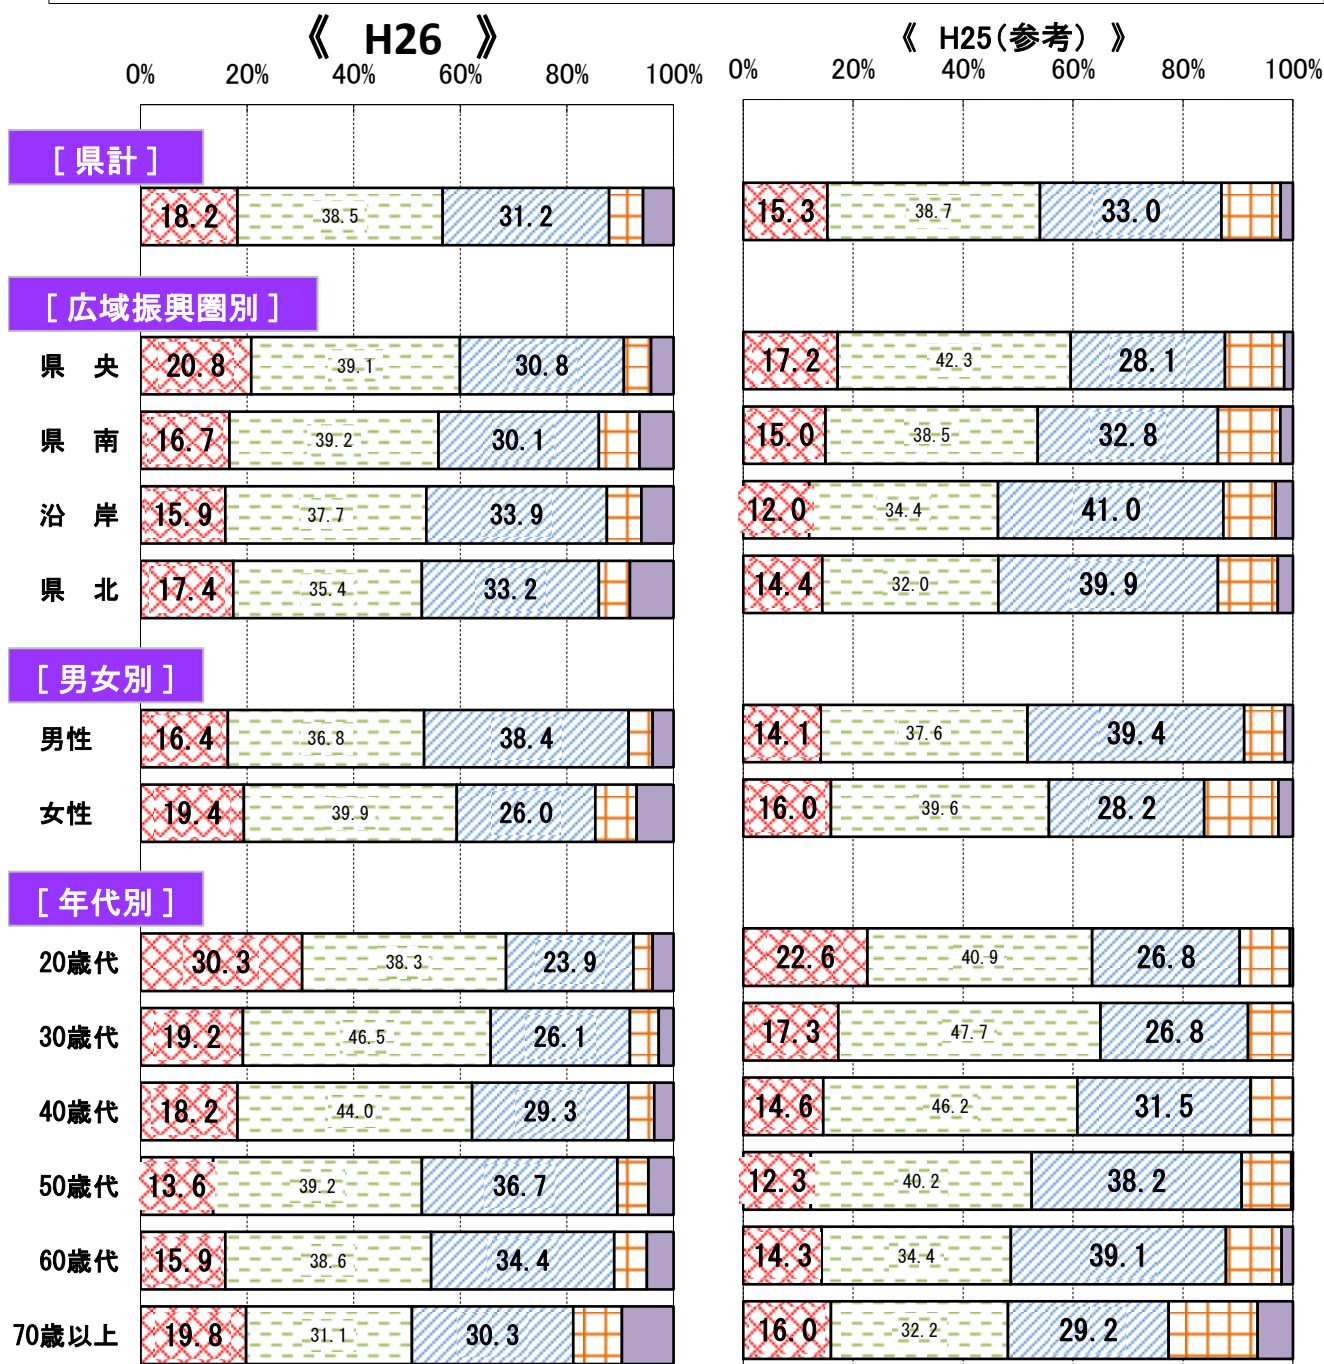 《 H26 》
《 H25(参考) 》
0% 20% 40% 60% 80% 100%
0% 20% 40% 60% 80% 100%
[ 県計 ]
18.2 38.5 31.2
15.3 38.7 33.0
[ 広域振興圏別 ]
県 央 20.8 39.1 30.8
17.2 42.3 28.1
県 南 16.7 39.2 30.1
15.0 38.5 32.8
沿 岸 15.9 37.7 33.9
12.0 34.4 41.0
県 北 17.4 35.4 33.2
14.4 32.0 39.9
[ 男女別 ]
男性 16.4 36.8 38.4
14.1 37.6 39.4
女性 19.4 39.9 26.0
16.0 39.6 28.2
[ 年代別 ]
20歳代 30.3 38.3 23.9
22.6 40.9 26.8
30歳代 19.2 46.5 26.1
17.3 47.7 26.8
40歳代 18.2 44.0 29.3
14.6 46.2 31.5
50歳代 13.6 39.2 36.7
12.3 40.2 38.2
60歳代 15.9 38.6 34.4
14.3 34.4 39.1
70歳以上 19.8 31.1 30.3
16.0 32.2 29.2